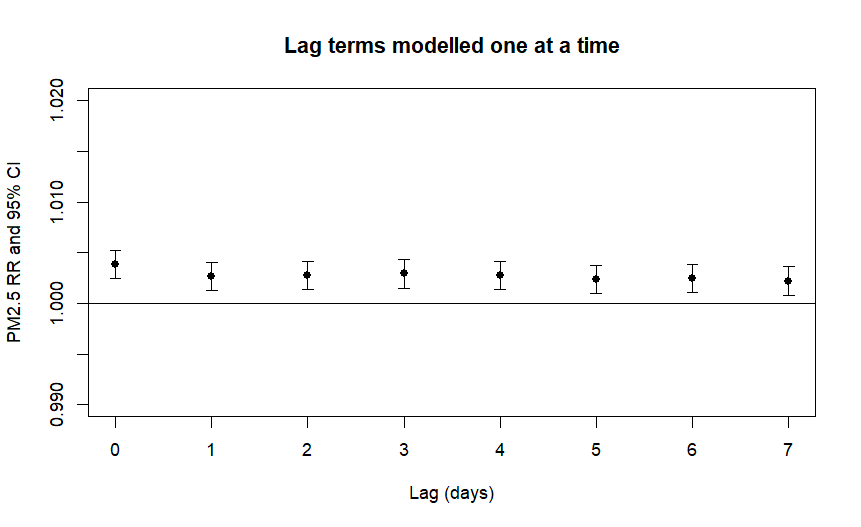 Lag terms modelled one at a time
PM2.5 RR and 95% CI
1.020
1.010
1.000
0.990
0 1 2 3 4 5 6 7
Lag (days)